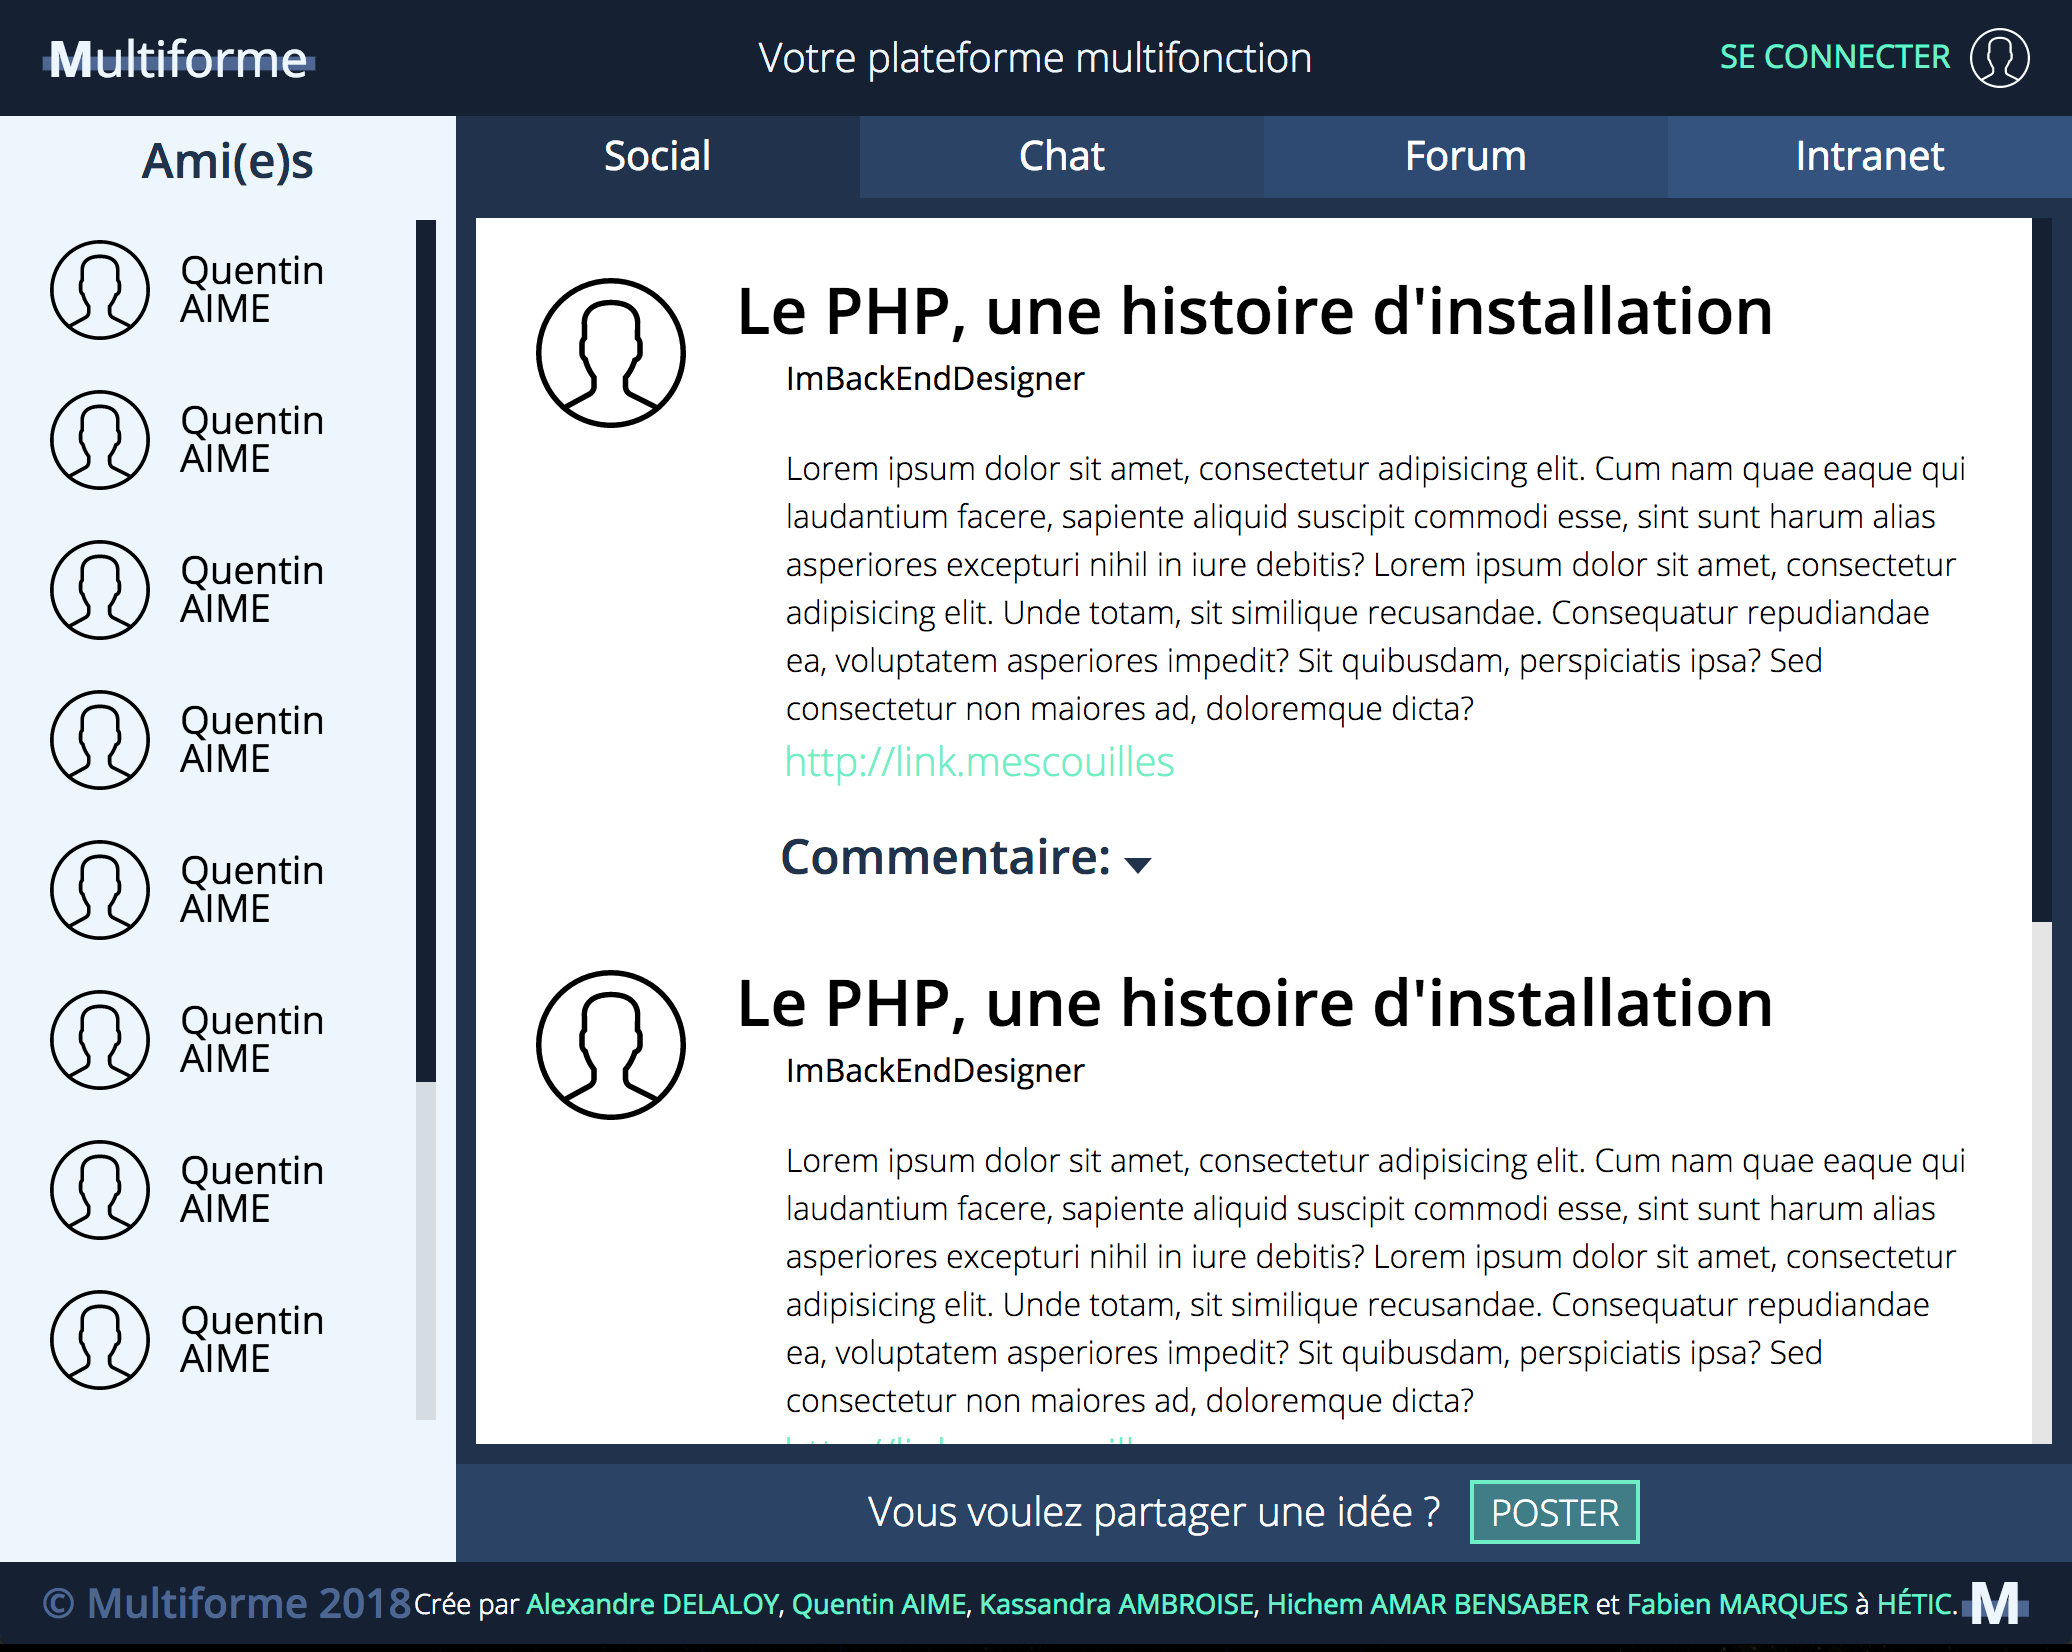 Multiforme
Votre plateforme multifonction
SE CONNECTER
Ami(e)s
Quentin
AIME
Quentin
AIME
Quentin
AIME
Quentin
AIME
Quentin
AIME
Quentin
AIME
Quentin
AIME
Quentin
AIME
Social
Chat
Forum
Intranet
Le PHP, une histoire d'installation
ImBackEndDesigner
Lorem ipsum dolor sit amet, consectetur adipisicing elit. Cum nam quae eaque qui
laudantium facere, sapiente aliquid suscipit commodi esse, sint sunt harum alias
asperiores excepturi nihil in iure debitis? Lorem ipsum dolor sit amet, consectetur
adipisicing elit. Unde totam, sit similique recusandae. Consequatur repudiandae
ea, voluptatem asperiores impedit? Sit quibusdam, perspiciatis ipsa? Sed
consectetur non maiores ad, doloremque dicta?
http://link.mescouilles
Commentaire:
Le PHP, une histoire d'installation
ImBackEndDesigner
Lorem ipsum dolor sit amet, consectetur adipisicing elit. Cum nam quae eaque qui
laudantium facere, sapiente aliquid suscipit commodi esse, sint sunt harum alias
asperiores excepturi nihil in iure debitis? Lorem ipsum dolor sit amet, consectetur
adipisicing elit. Unde totam, sit similique recusandae. Consequatur repudiandae
ea, voluptatem asperiores impedit? Sit quibusdam, perspiciatis ipsa? Sed
consectetur non maiores ad, doloremque dicta?
Vous voulez partager une idée ?
POSTER
© Multiforme 2018
Crée par Alexandre DELALOY, Quentin AIME, Kassandra AMBROISE, Hichem AMAR BENSABER et Fabien MARQUES à HÉTIC.
M